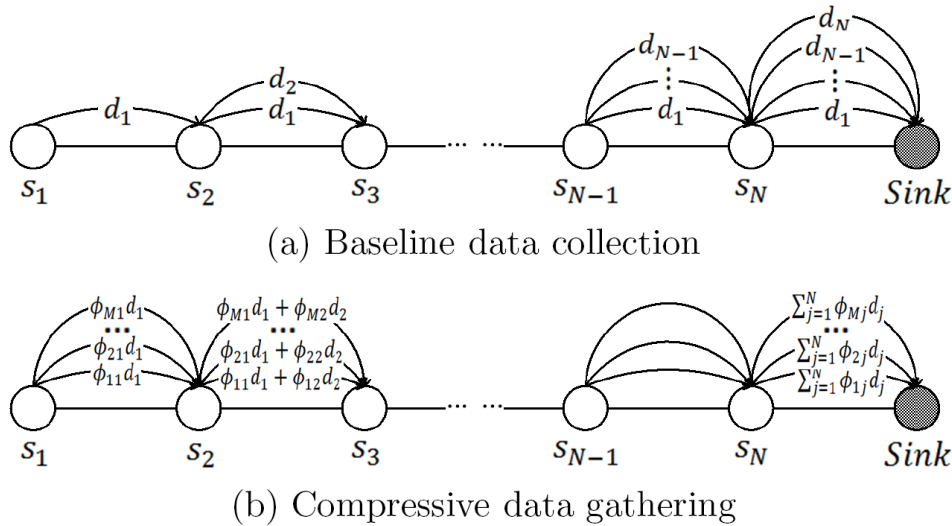 d_N
d_{N-1} d_{N-1}
d_2 ⋮ ⋮
d_1 d_1 d_1 d_1
··· ···
s_1 s_2 s_3 s_{N-1} s_N Sink
(a) Baseline data collection
ϕ_{M1}d_1 ϕ_{M1}d_1 + ϕ_{M2}d_2 ∑_{j=1}^{N} ϕ_{Mj}d_j
··· ··· ···
ϕ_{21}d_1 ϕ_{21}d_1 + ϕ_{22}d_2 ∑_{j=1}^{N} ϕ_{2j}d_j
ϕ_{11}d_1 ϕ_{11}d_1 + ϕ_{12}d_2 ∑_{j=1}^{N} ϕ_{1j}d_j
··· ···
s_1 s_2 s_3 s_{N-1} s_N Sink
(b) Compressive data gathering